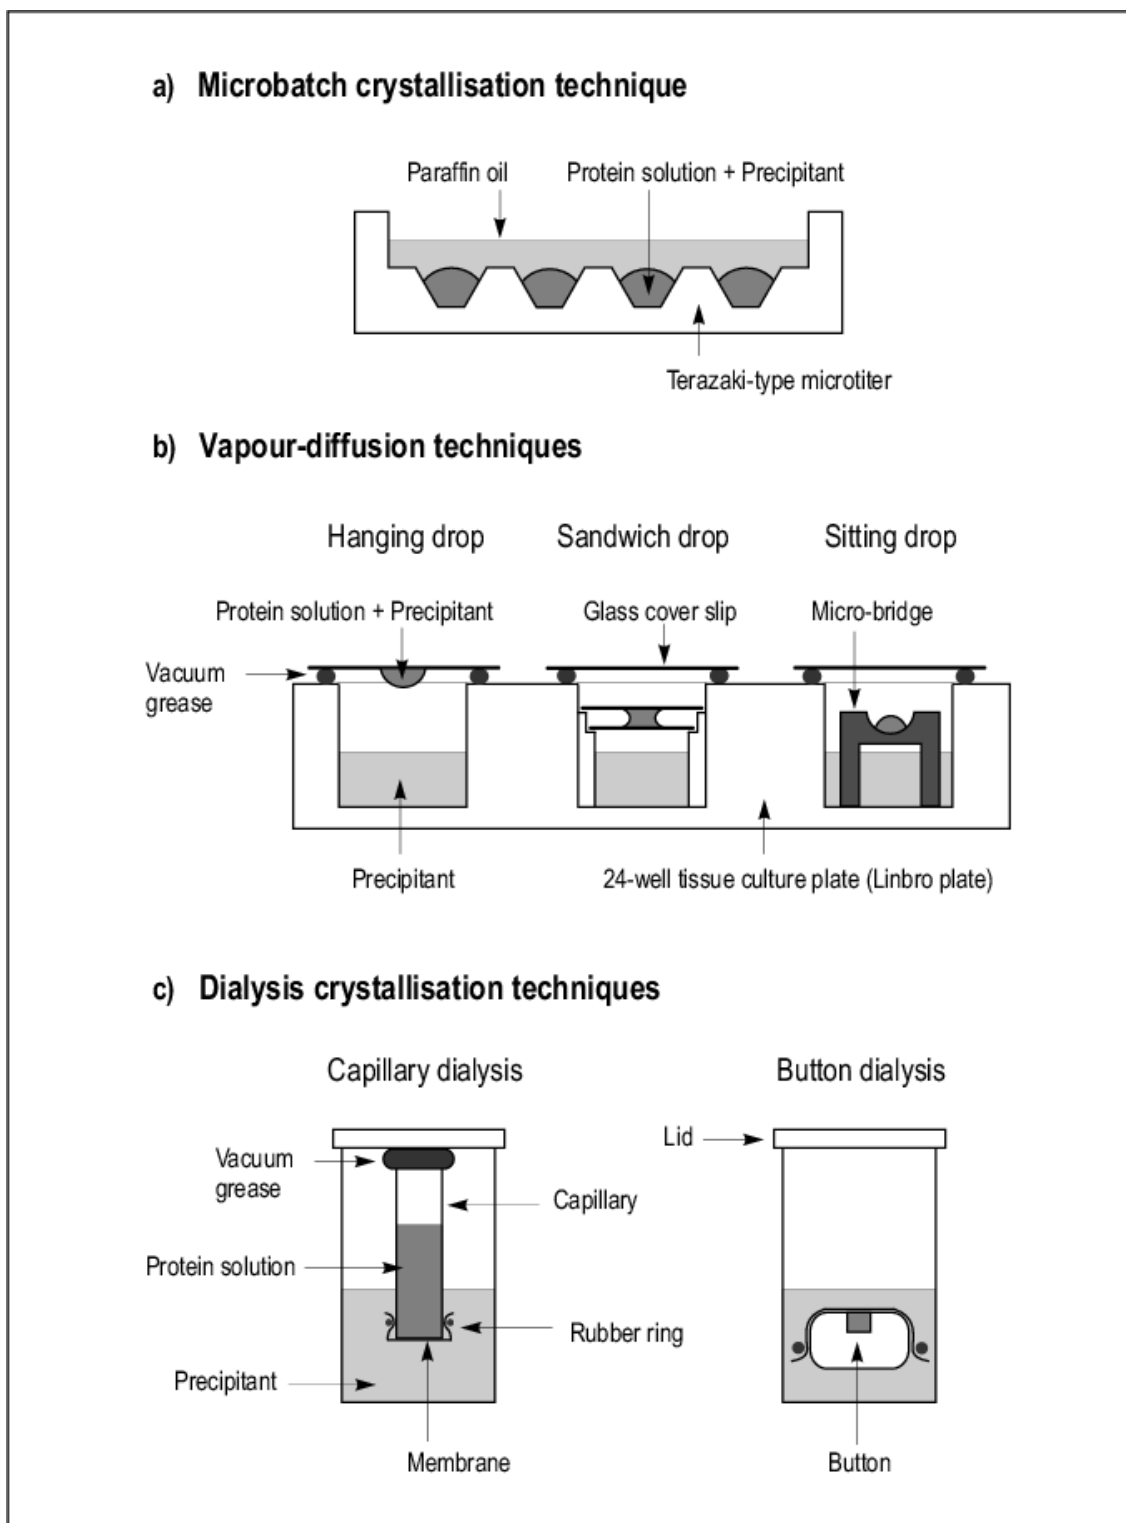 a) Microbatch crystallisation technique
Paraffin oil
Protein solution + Precipitant
Terazaki-type microtiter
b) Vapour-diffusion techniques
Hanging drop
Sandwich drop
Sitting drop
Protein solution + Precipitant
Glass cover slip
Micro-bridge
Vacuum
grease
Precipitant
24-well tissue culture plate (Linbro plate)
c) Dialysis crystallisation techniques
Capillary dialysis
Button dialysis
Lid
Vacuum
grease
Capillary
Protein solution
Rubber ring
Precipitant
Membrane
Button